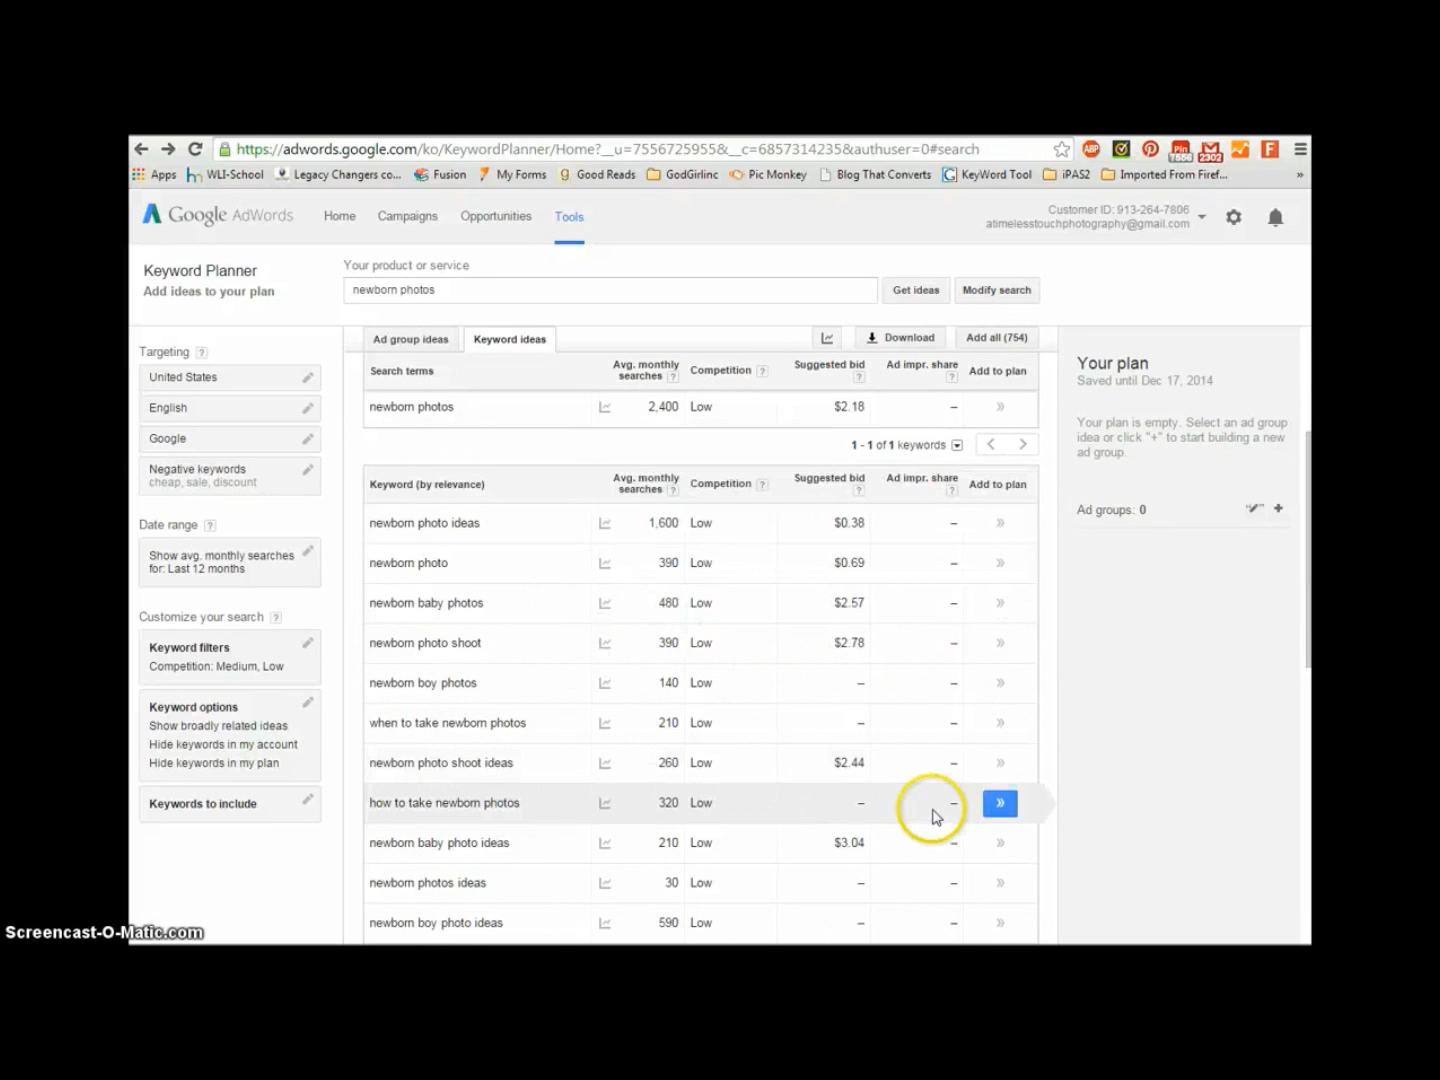 https://adwords.google.com/ko/KeywordPlanner/Home?__u=7556725955&__c=6857314235&authuser=0#search
ABP
Pin
7556
2302
F
Apps WLI-School Legacy Changers co... Fusion My Forms Good Reads GodGirlinc Pic Monkey Blog That Converts KeyWord Tool iPAS2 Imported From Firef... »
Google AdWords Home Campaigns Opportunities Tools
Customer ID: 913-264-7806
atimelesstouchphotography@gmail.com
Keyword Planner
Add ideas to your plan
Your product or service
newborn photos
Get ideas Modify search
Targeting ?
United States
English
Google
Negative keywords
cheap, sale, discount
Date range ?
Show avg. monthly searches
for: Last 12 months
Customize your search ?
Keyword filters
Competition: Medium, Low
Keyword options
Show broadly related ideas
Hide keywords in my account
Hide keywords in my plan
Keywords to include
Ad group ideas Keyword ideas Download Add all (754)
Search terms Avg. monthly searches ? Competition ? Suggested bid ? Ad impr. share ? Add to plan
newborn photos 2,400 Low $2.18 – »
1 - 1 of 1 keywords
Keyword (by relevance) Avg. monthly searches ? Competition ? Suggested bid ? Ad impr. share ? Add to plan
newborn photo ideas 1,600 Low $0.38 – »
newborn photo 390 Low $0.69 – »
newborn baby photos 480 Low $2.57 – »
newborn photo shoot 390 Low $2.78 – »
newborn boy photos 140 Low – – »
when to take newborn photos 210 Low – – »
newborn photo shoot ideas 260 Low $2.44 – »
how to take newborn photos 320 Low – – »
newborn baby photo ideas 210 Low $3.04 – »
newborn photos ideas 30 Low – – »
newborn boy photo ideas 590 Low – – »
Your plan
Saved until Dec 17, 2014
Your plan is empty. Select an ad group
idea or click "+" to start building a new
ad group.
Ad groups: 0
Screencast-O-Matic.com